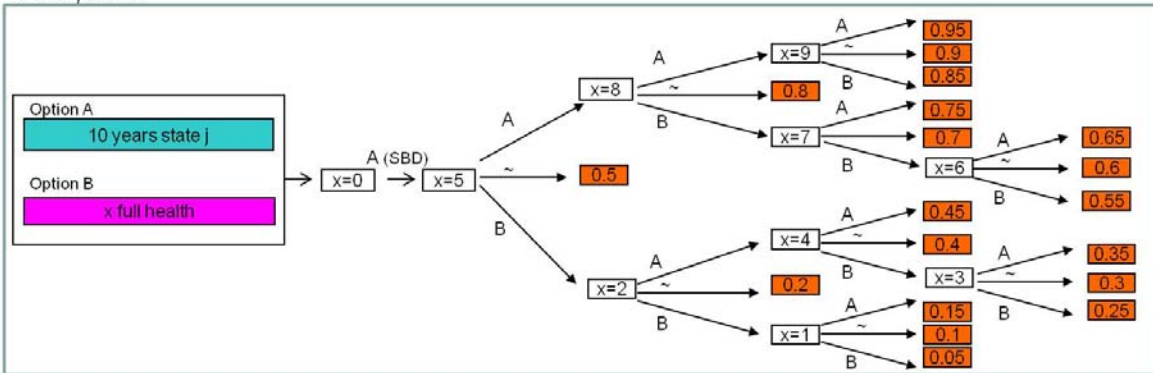 Option A
10 years state j
Option B
x full health
x=0
A (SBD)
x=5
A
~
B
0.5
x=8
A
~
B
0.8
x=9
A
~
B
0.95
0.9
0.85
x=7
A
~
B
0.75
0.7
x=6
A
~
B
0.65
0.6
0.55
x=2
A
~
B
0.2
x=4
A
~
B
0.45
0.4
x=3
A
~
B
0.35
0.3
0.25
x=1
A
~
B
0.15
0.1
0.05